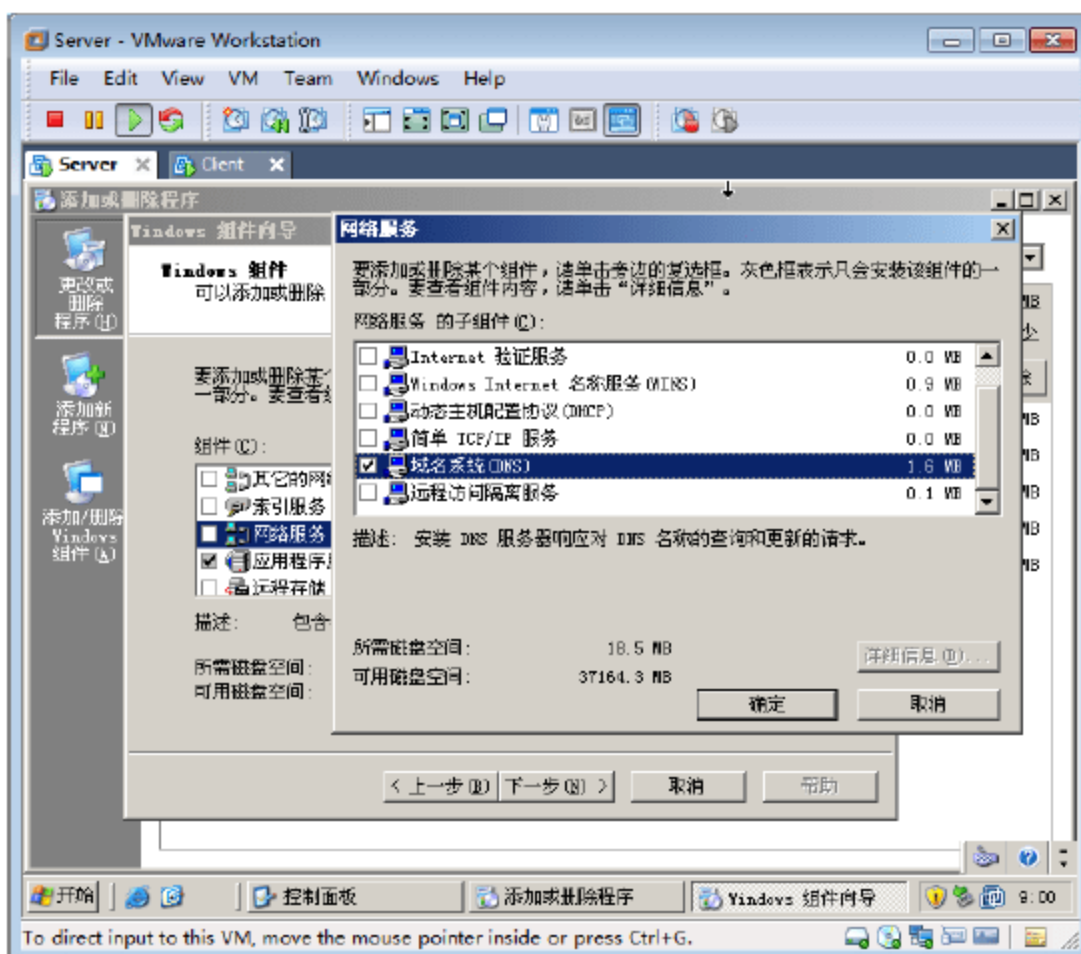 Server - VMware Workstation
File Edit View VM Team Windows Help
Server Client
添加或删除程序
Windows 组件向导
网络服务
更改或
删除
程序(H)
添加新
程序(N)
添加/删除
Windows
组件(A)
Windows 组件
可以添加或删除
要添加或删除某个
一部分。要查看
组件(C):
其它的网
索引服务
网络服务
应用程序
远程存储
描述: 包含
所需磁盘空间:
可用磁盘空间:
要添加或删除某个组件，请单击旁边的复选框。灰色框表示只会安装该组件的一
部分。要查看组件内容，请单击“详细信息”。
网络服务 的子组件(C):
Internet 验证服务 0.0 MB
Windows Internet 名称服务(WINS) 0.9 MB
动态主机配置协议(DHCP) 0.0 MB
简单 TCP/IP 服务 0.0 MB
域名系统(DNS) 1.6 MB
远程访问隔离服务 0.1 MB
描述: 安装 DNS 服务器响应对 DNS 名称的查询和更新的请求。
所需磁盘空间: 18.5 MB
可用磁盘空间: 37164.3 MB
详细信息(D)...
确定 取消
MB
少
MB
MB
MB
MB
MB
< 上一步(B) 下一步(N) > 取消 帮助
开始 控制面板 添加或删除程序 Windows 组件向导 9:00
To direct input to this VM, move the mouse pointer inside or press Ctrl+G.